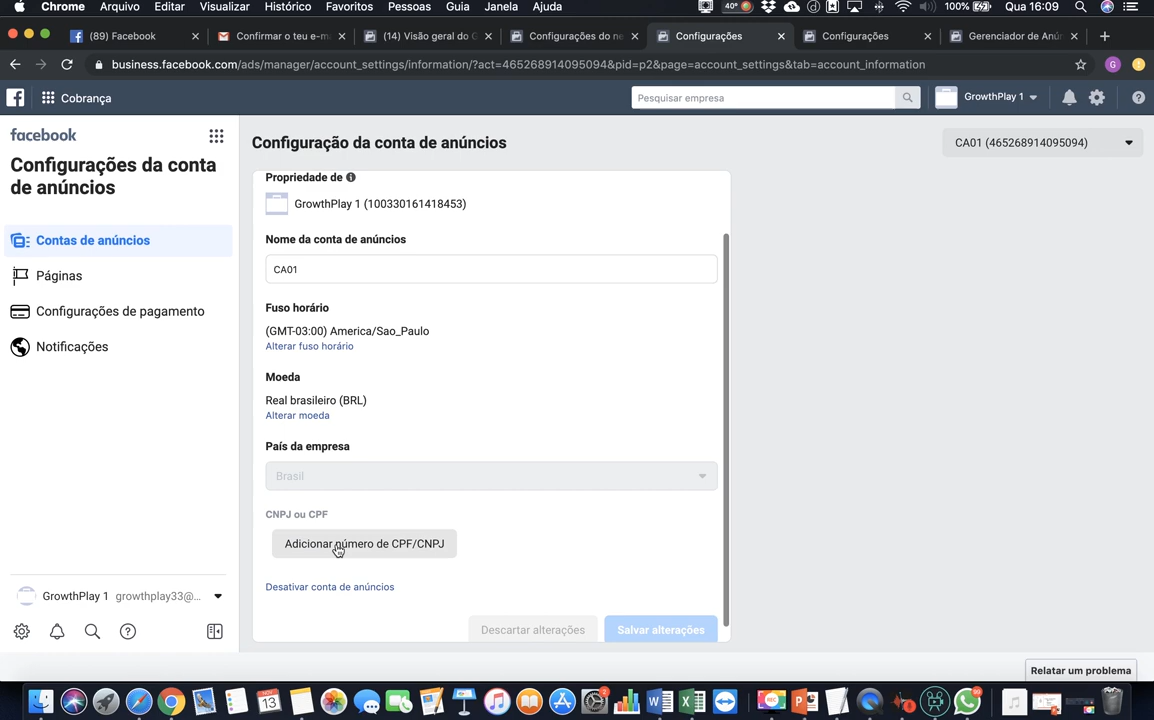 Chrome Arquivo Editar Visualizar Histórico Favoritos Pessoas Guia Janela Ajuda 40° 100% Qua 16:09
(89) Facebook
Confirmar o teu e-m
(14) Visão geral do G
Configurações do ne
Configurações
Configurações
Gerenciador de Anún
business.facebook.com/ads/manager/account_settings/information/?act=465268914095094&pid=p2&page=account_settings&tab=account_information
G
Cobrança
Pesquisar empresa
GrowthPlay 1
facebook
Configurações da conta
de anúncios
Contas de anúncios
Páginas
Configurações de pagamento
Notificações
GrowthPlay 1 growthplay33@...
Configuração da conta de anúncios
CA01 (465268914095094)
Propriedade de
GrowthPlay 1 (100330161418453)
Nome da conta de anúncios
CA01
Fuso horário
(GMT-03:00) America/Sao_Paulo
Alterar fuso horário
Moeda
Real brasileiro (BRL)
Alterar moeda
País da empresa
Brasil
CNPJ ou CPF
Adicionar número de CPF/CNPJ
Desativar conta de anúncios
Descartar alterações
Salvar alterações
Relatar um problema
13
2